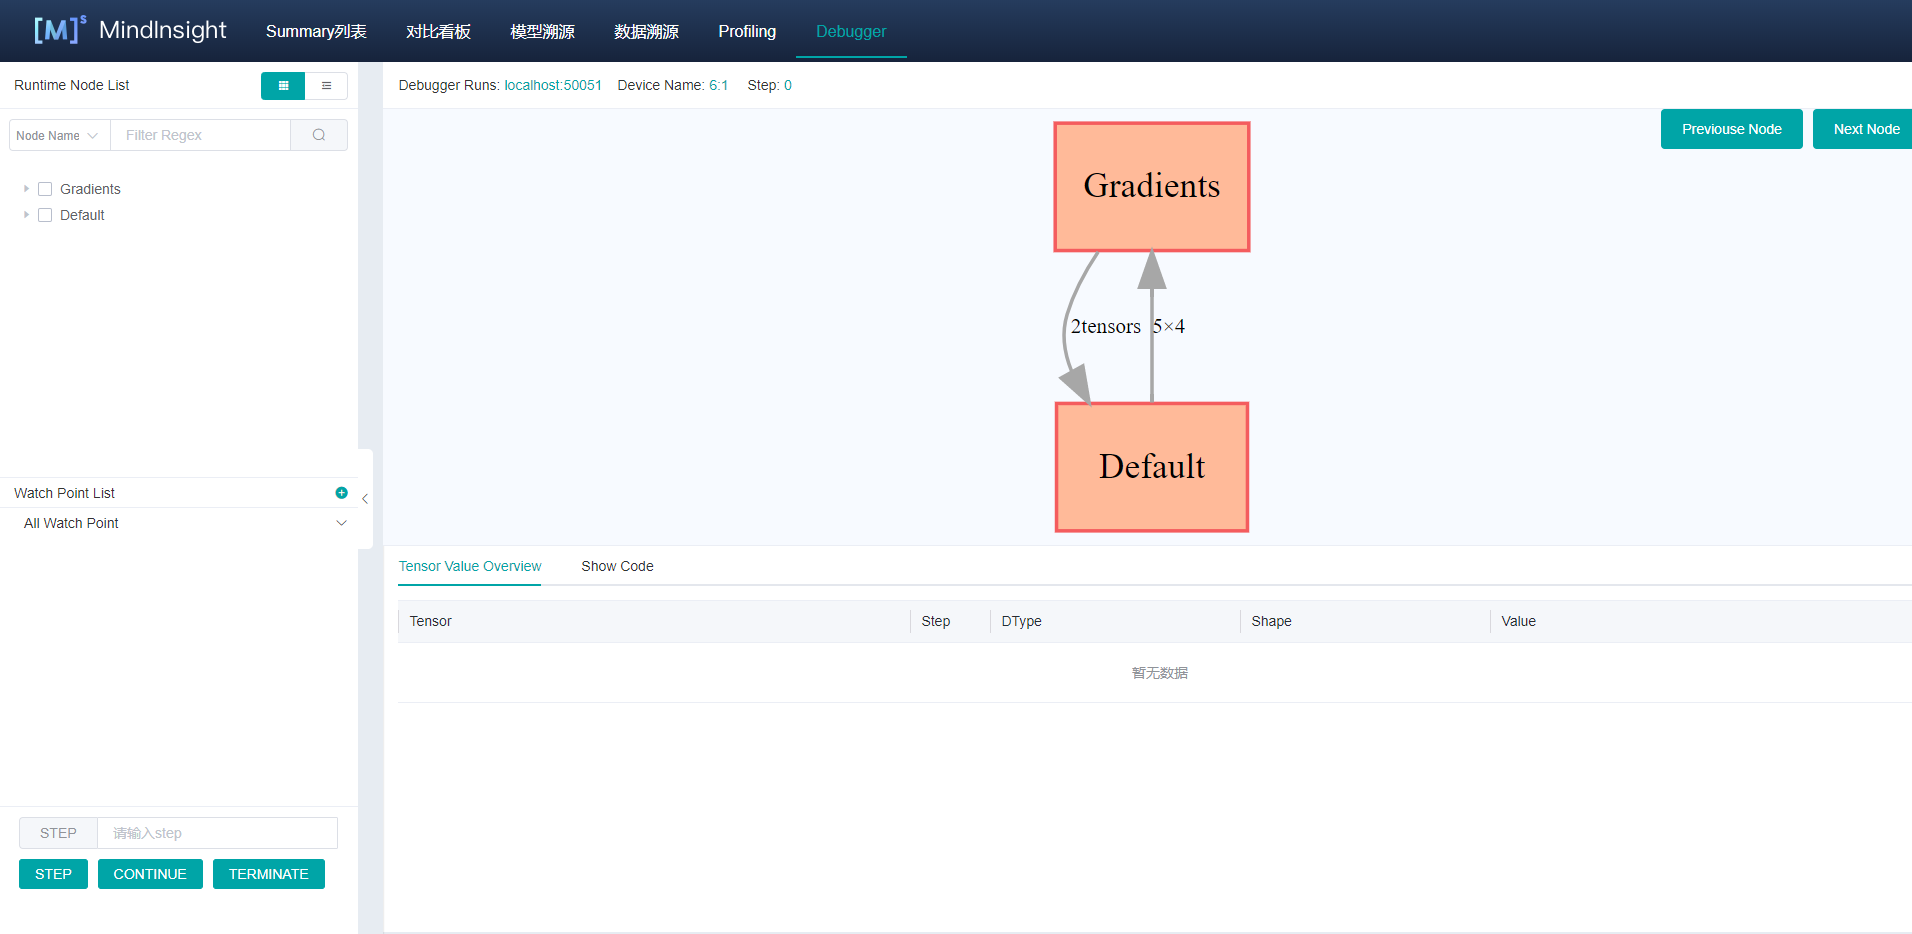 [M]s MindInsight Summary列表 对比看板 模型溯源 数据溯源 Profiling Debugger
Runtime Node List
Debugger Runs: localhost:50051 Device Name: 6:1 Step: 0
Node Name Filter Regex
Previouse Node Next Node
Gradients
Default
Gradients
2tensors 5×4
Default
Watch Point List
All Watch Point
Tensor Value Overview Show Code
Tensor Step DType Shape Value
暂无数据
STEP 请输入step
STEP CONTINUE TERMINATE